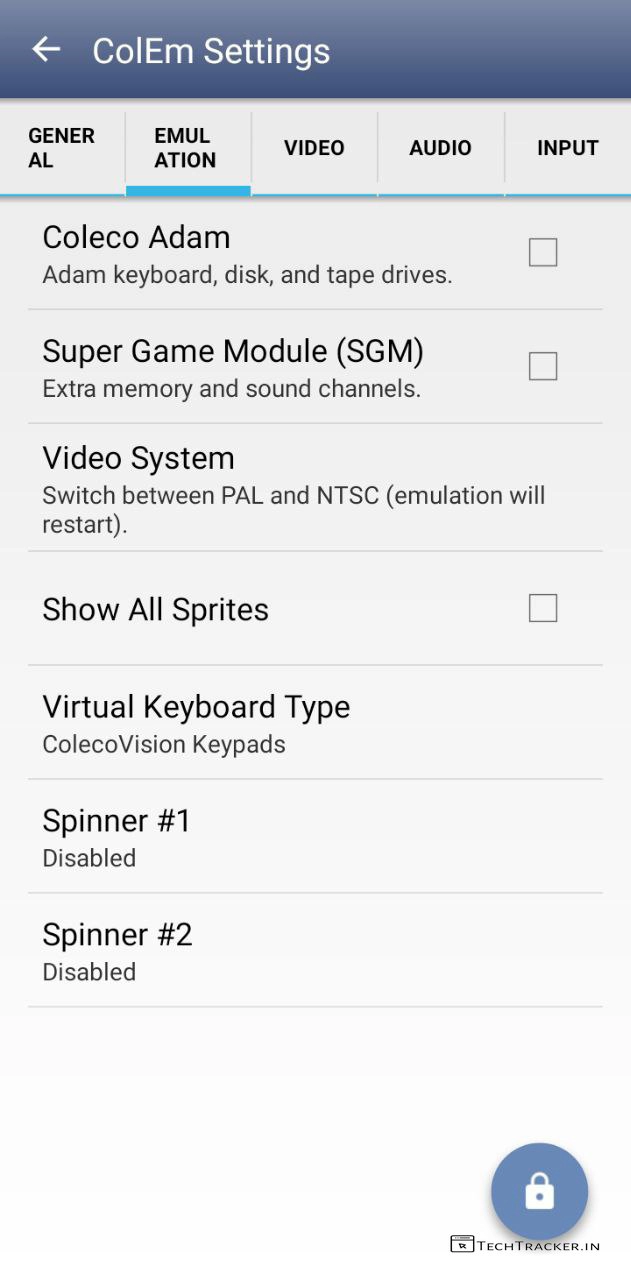 ColEm Settings
GENER
AL
EMUL
ATION
VIDEO
AUDIO
INPUT
Coleco Adam
Adam keyboard, disk, and tape drives.
Super Game Module (SGM)
Extra memory and sound channels.
Video System
Switch between PAL and NTSC (emulation will
restart).
Show All Sprites
Virtual Keyboard Type
ColecoVision Keypads
Spinner #1
Disabled
Spinner #2
Disabled
TECHTRACKER.IN